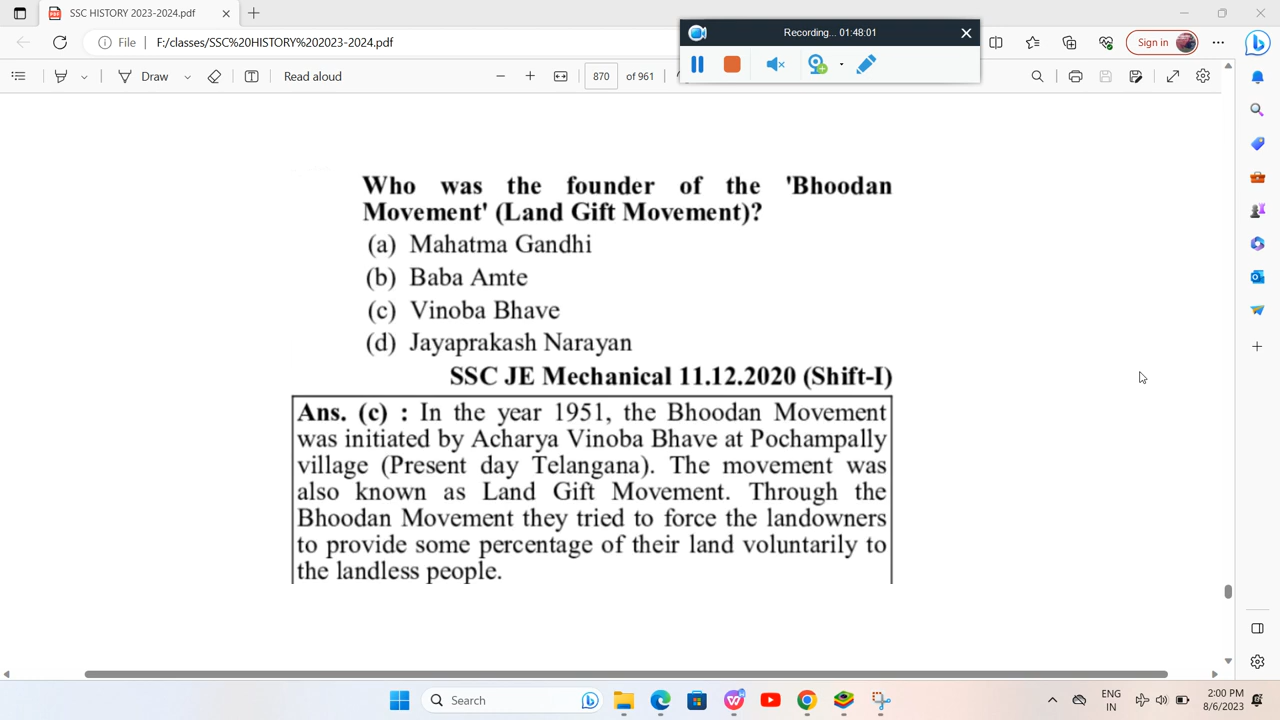 SSC HISTORY 2023-2024.pdf
Recording... 01:48:01
File F:/classes/SSC%20HISTORY%202023-2024.pdf
Sign in
Draw
Read aloud
870 of 961
Who was the founder of the 'Bhoodan
Movement' (Land Gift Movement)?
(a) Mahatma Gandhi
(b) Baba Amte
(c) Vinoba Bhave
(d) Jayaprakash Narayan
SSC JE Mechanical 11.12.2020 (Shift-I)
Ans. (c) : In the year 1951, the Bhoodan Movement
was initiated by Acharya Vinoba Bhave at Pochampally
village (Present day Telangana). The movement was
also known as Land Gift Movement. Through the
Bhoodan Movement they tried to force the landowners
to provide some percentage of their land voluntarily to
the landless people.
Search
ENG
IN
2:00 PM
8/6/2023